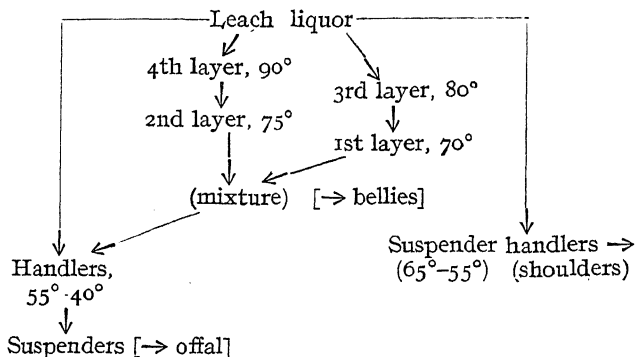 Leach liquor
4th layer, 90°
3rd layer, 80°
2nd layer, 75°
1st layer, 70°
(mixture) [→ bellies]
Suspender handlers →
(65°–55°) (shoulders)
Handlers,
55°-40°
Suspenders [→ offal]